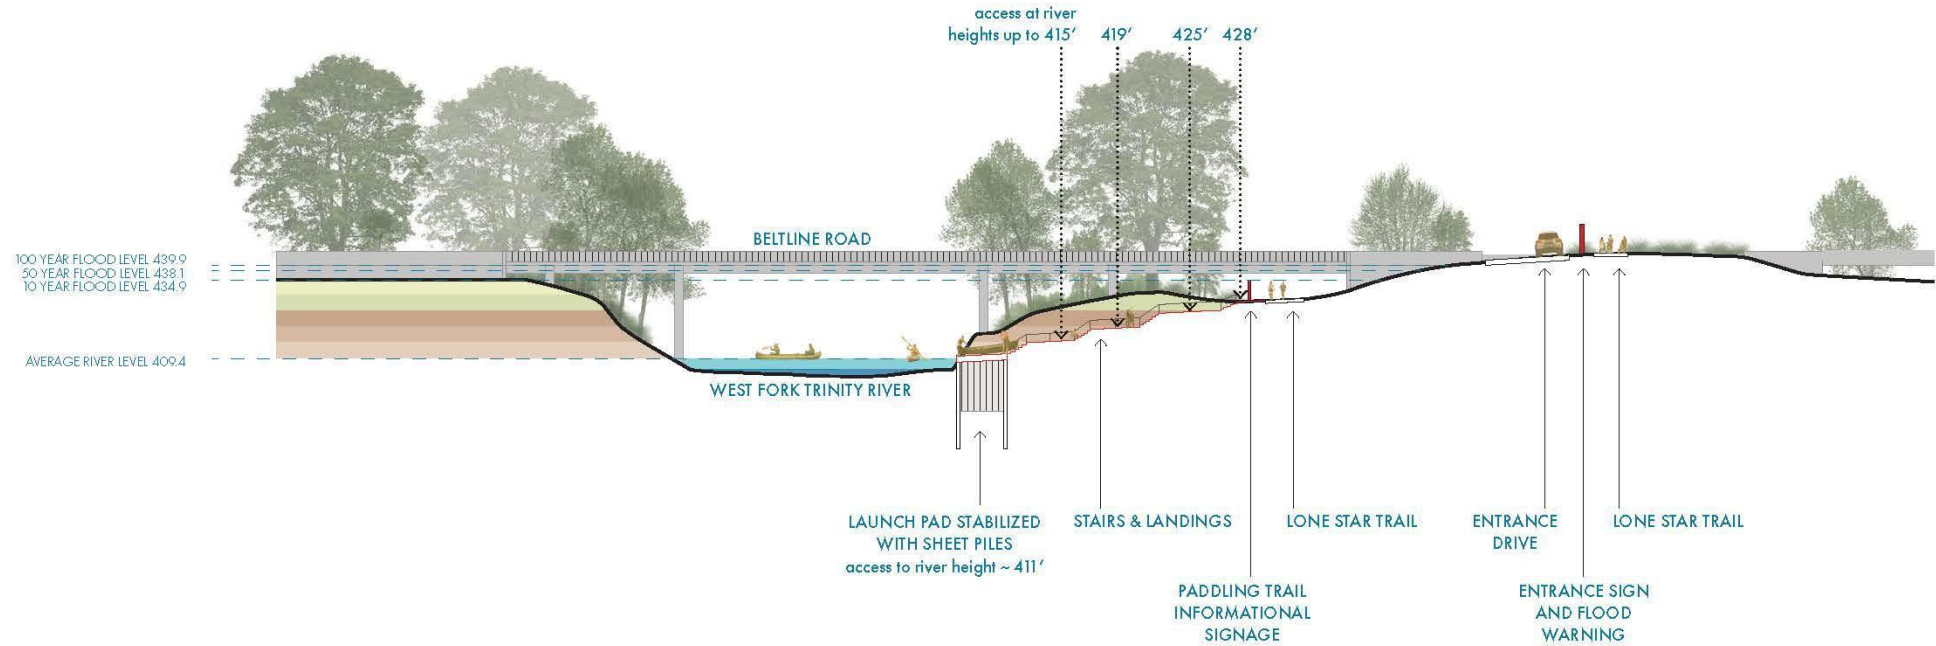 access at river
heights up to 415′ 419′ 425′ 428′
BELTLINE ROAD
100 YEAR FLOOD LEVEL 439.9
50 YEAR FLOOD LEVEL 438.1
10 YEAR FLOOD LEVEL 434.9
AVERAGE RIVER LEVEL 409.4
WEST FORK TRINITY RIVER
LAUNCH PAD STABILIZED
WITH SHEET PILES
access to river height ~ 411′
STAIRS & LANDINGS
PADDLING TRAIL
INFORMATIONAL
SIGNAGE
LONE STAR TRAIL
ENTRANCE
DRIVE
ENTRANCE SIGN
AND FLOOD
WARNING
LONE STAR TRAIL